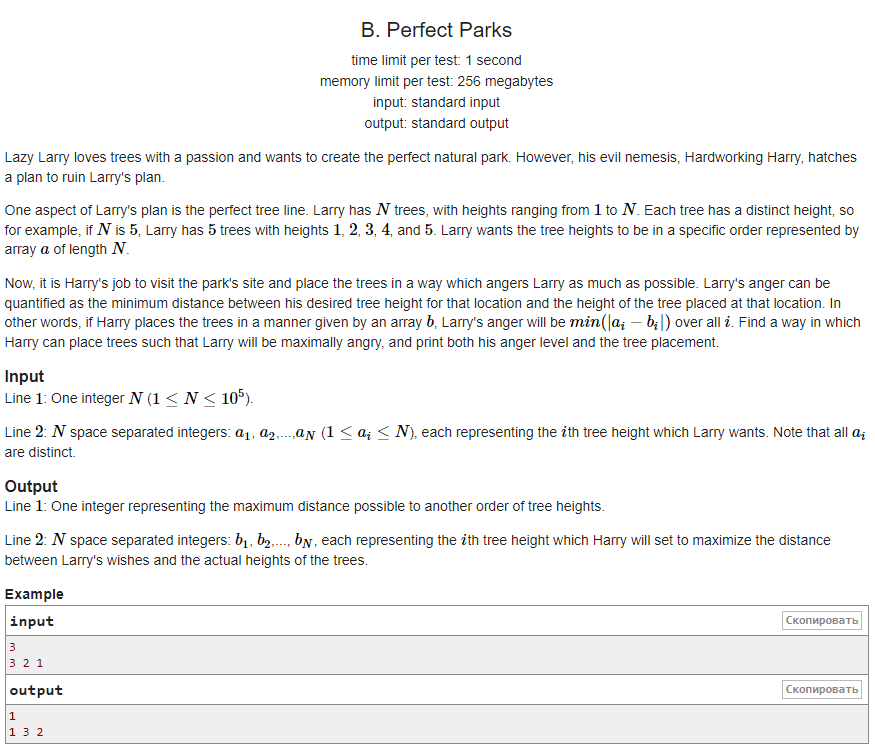 B. Perfect Parks
time limit per test: 1 second
memory limit per test: 256 megabytes
input: standard input
output: standard output
Lazy Larry loves trees with a passion and wants to create the perfect natural park. However, his evil nemesis, Hardworking Harry, hatches
a plan to ruin Larry's plan.
One aspect of Larry's plan is the perfect tree line. Larry has N trees, with heights ranging from 1 to N. Each tree has a distinct height, so
for example, if N is 5, Larry has 5 trees with heights 1, 2, 3, 4, and 5. Larry wants the tree heights to be in a specific order represented by
array a of length N.
Now, it is Harry's job to visit the park's site and place the trees in a way which angers Larry as much as possible. Larry's anger can be
quantified as the minimum distance between his desired tree height for that location and the height of the tree placed at that location. In
other words, if Harry places the trees in a manner given by an array b, Larry's anger will be min(|a_i − b_i|) over all i. Find a way in which
Harry can place trees such that Larry will be maximally angry, and print both his anger level and the tree placement.
Input
Line 1: One integer N (1 ≤ N ≤ 10^5).
Line 2: N space separated integers: a_1, a_2,...,a_N (1 ≤ a_i ≤ N), each representing the ith tree height which Larry wants. Note that all a_i
are distinct.
Output
Line 1: One integer representing the maximum distance possible to another order of tree heights.
Line 2: N space separated integers: b_1, b_2,..., b_N, each representing the ith tree height which Harry will set to maximize the distance
between Larry's wishes and the actual heights of the trees.
Example
input Скопировать
3
3 2 1
output Скопировать
1
1 3 2